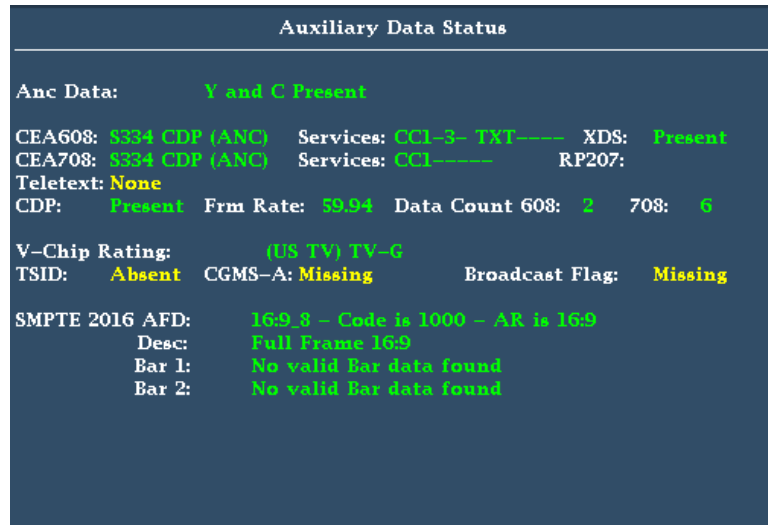 Auxiliary Data Status
Anc Data: Y and C Present
CEA608: S334 CDP (ANC) Services: CC1-3- TXT---- XDS: Present
CEA708: S334 CDP (ANC) Services: CC1----- RP207:
Teletext: None
CDP: Present Frm Rate: 59.94 Data Count 608: 2 708: 6
V-Chip Rating: (US TV) TV-G
TSID: Absent CGMS-A: Missing Broadcast Flag: Missing
SMPTE 2016 AFD: 16:9_8 - Code is 1000 - AR is 16:9
Desc: Full Frame 16:9
Bar 1: No valid Bar data found
Bar 2: No valid Bar data found